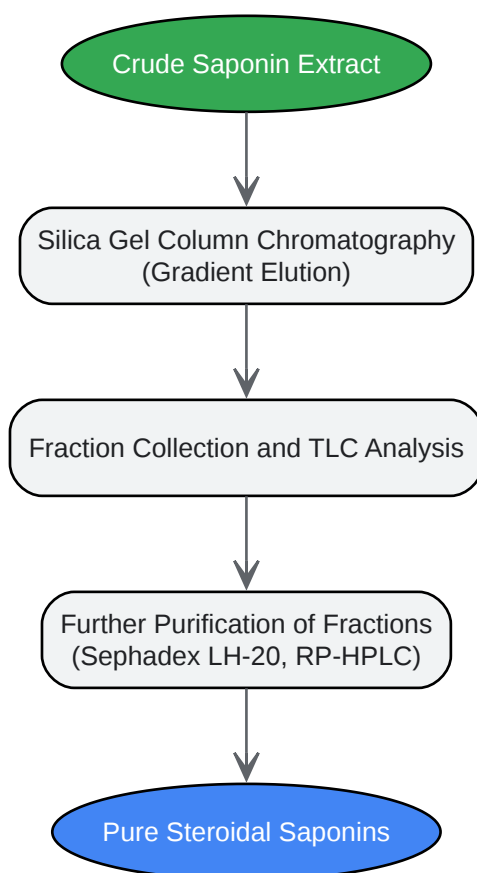 Crude Saponin Extract
Silica Gel Column Chromatography
(Gradient Elution)
Fraction Collection and TLC Analysis
Further Purification of Fractions
(Sephadex LH-20, RP-HPLC)
Pure Steroidal Saponins